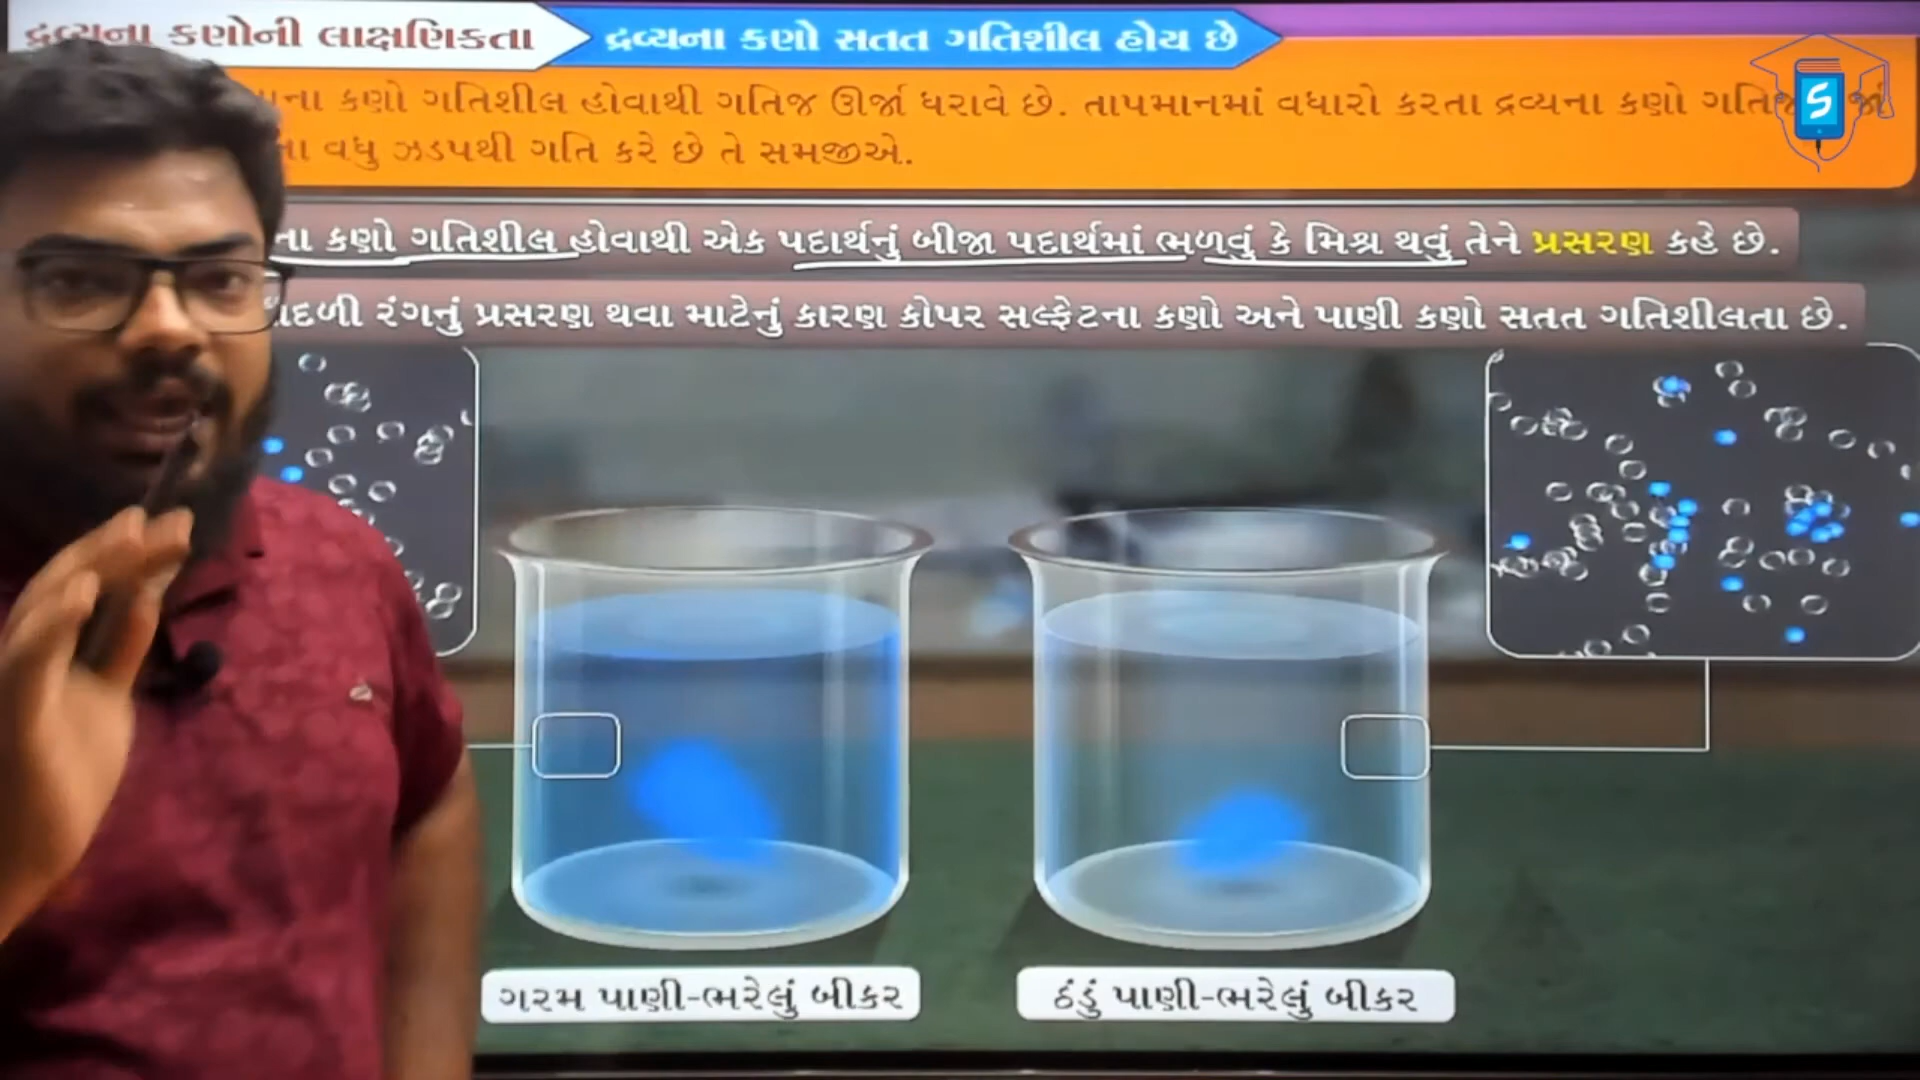 દ્રવ્યના કણોની લાક્ષણિકતા
દ્રવ્યના કણો સતત ગતિશીલ હોય છે
કણો ગતિશીલ હોવાથી ગતિજ ઊર્જા ધરાવે છે. તાપમાનમાં વધારો કરતા દ્રવ્યના કણો
વધુ ઝડપથી ગતિ કરે છે તે સમજીએ.
કણો ગતિશીલ હોવાથી એક પદાર્થનું બીજા પદાર્થમાં ભળવું કે મિશ્ર થવું તેને પ્રસરણ કહે છે.
રંગનું પ્રસરણ થવા માટેનું કારણ કોપર સલ્ફેટના કણો અને પાણી કણો સતત ગતિશીલતા છે.
ગરમ પાણી-ભરેલું બીકર
ઠંડું પાણી-ભરેલું બીકર
S